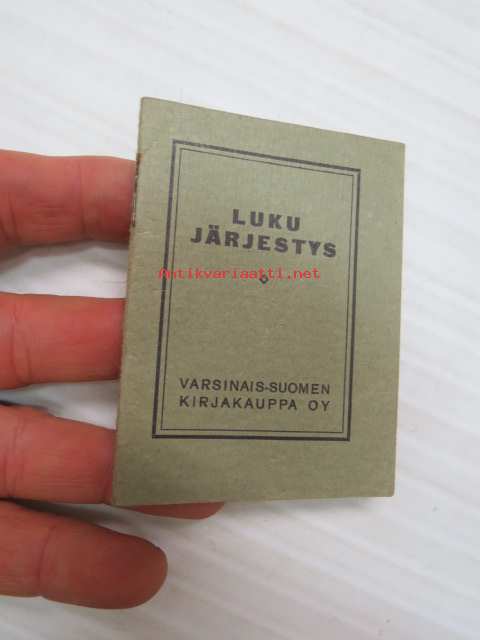 LUKU
JÄRJESTYS
Antikvariaatti.net
VARSINAIS-SUOMEN
KIRJAKAUPPA OY